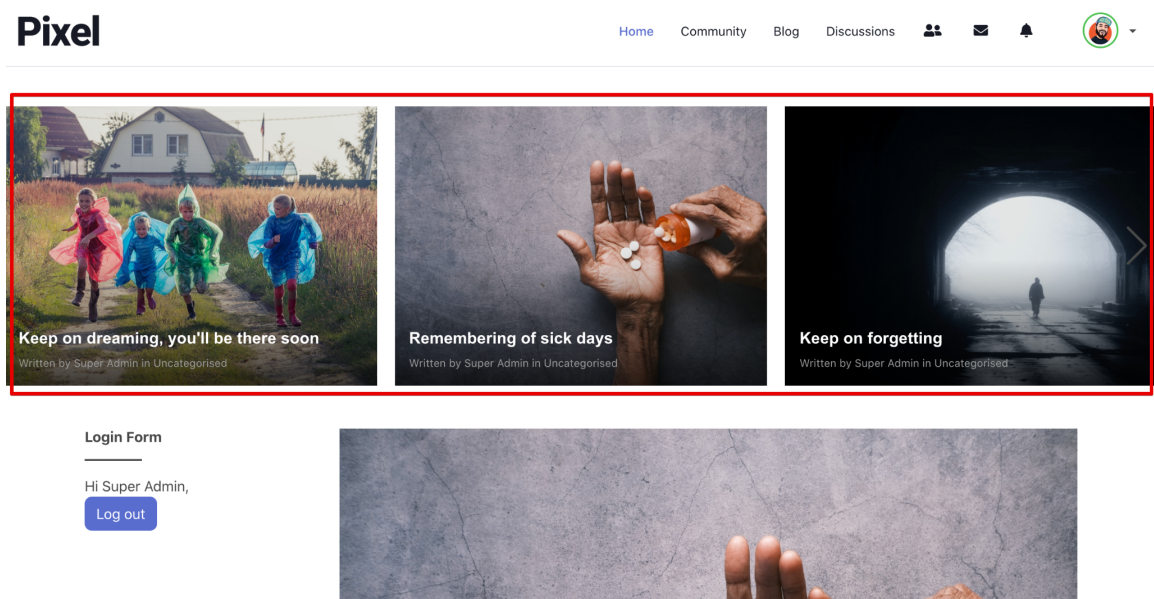 Pixel
Home Community Blog Discussions
Keep on dreaming, you'll be there soon
Written by Super Admin in Uncategorised
Remembering of sick days
Written by Super Admin in Uncategorised
Keep on forgetting
Written by Super Admin in Uncategorised
Login Form
Hi Super Admin,
Log out